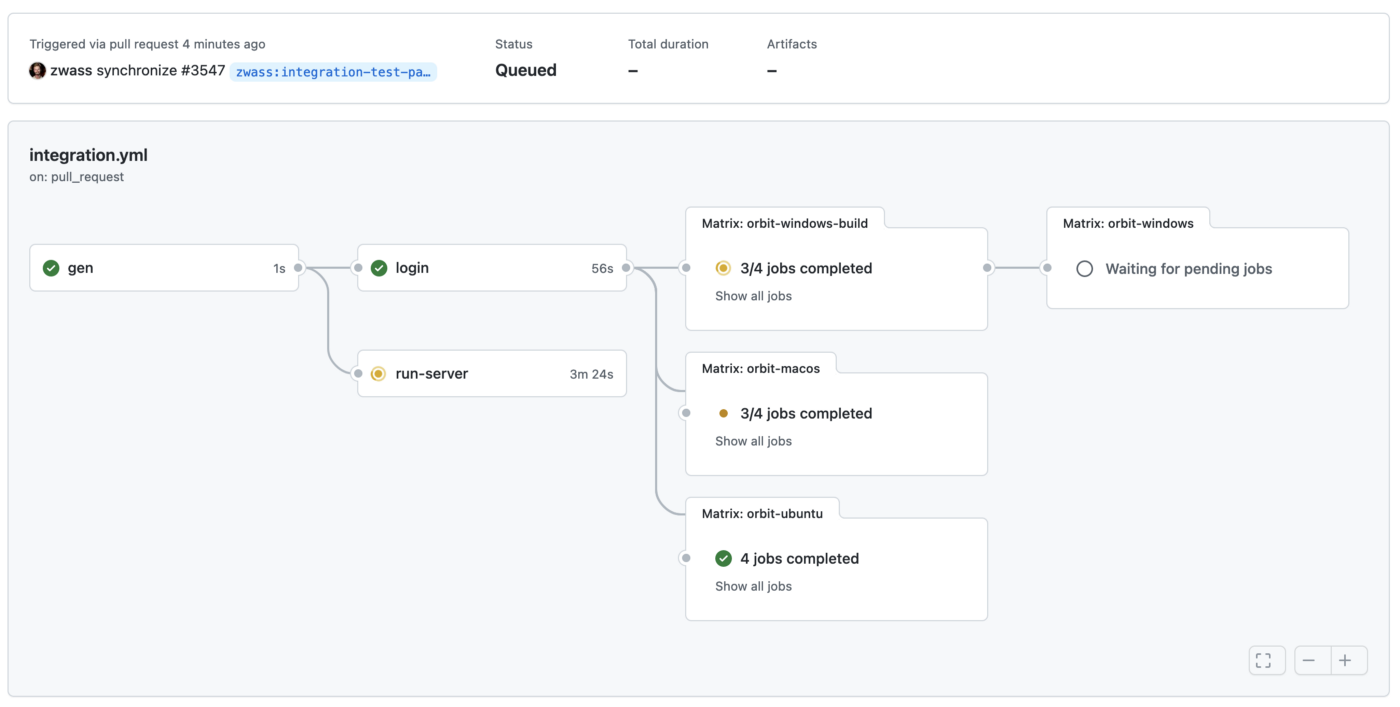 Triggered via pull request 4 minutes ago
zwass synchronize #3547 zwass:integration-test-pa…
Status
Queued
Total duration
–
Artifacts
–
integration.yml
on: pull_request
gen 1s
login 56s
run-server 3m 24s
Matrix: orbit-windows-build
3/4 jobs completed
Show all jobs
Matrix: orbit-macos
3/4 jobs completed
Show all jobs
Matrix: orbit-ubuntu
4 jobs completed
Show all jobs
Matrix: orbit-windows
Waiting for pending jobs